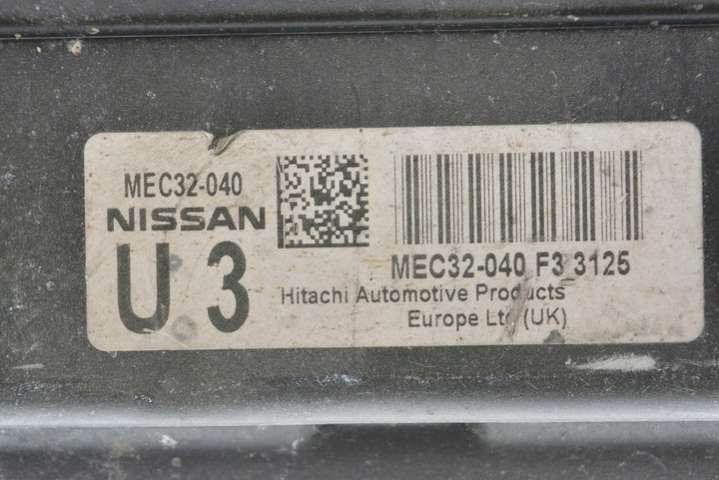 MEC32-040
NISSAN
U 3
MEC32-040 F3 3125
Hitachi Automotive Products
Europe Ltd (UK)